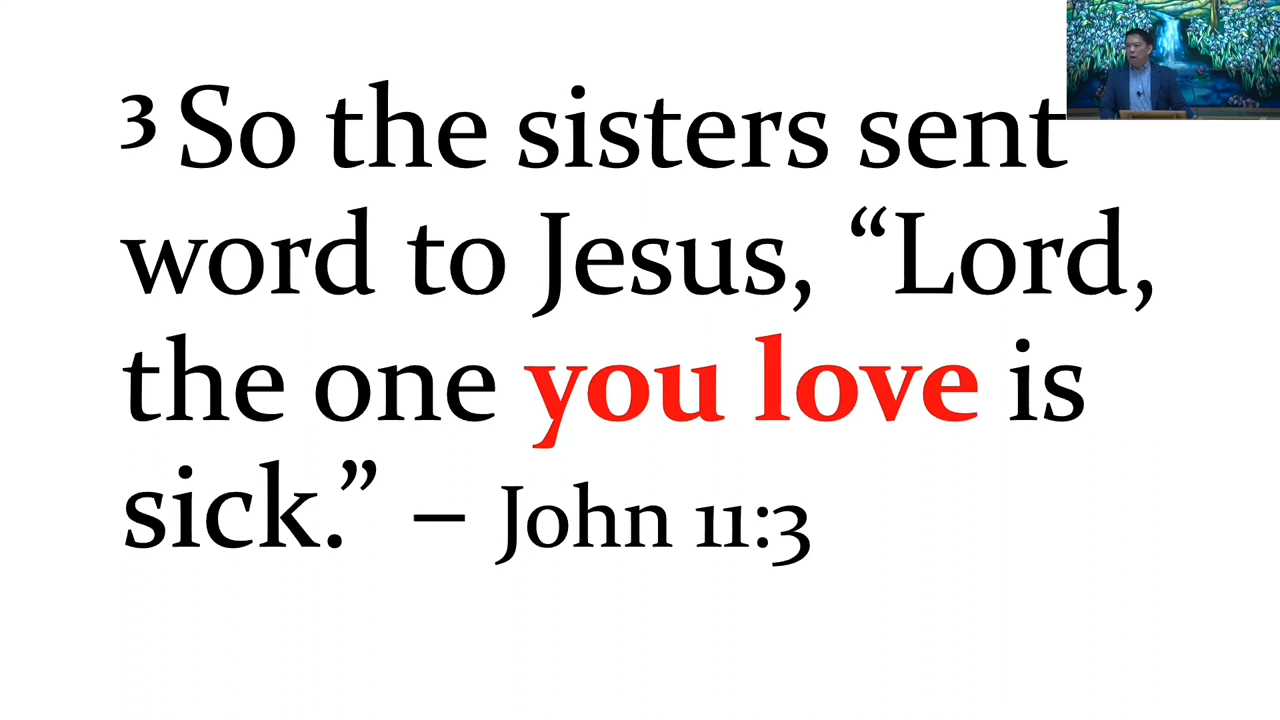 ³ So the sisters sent
word to Jesus, “Lord,
the one you love is
sick.” – John 11:3